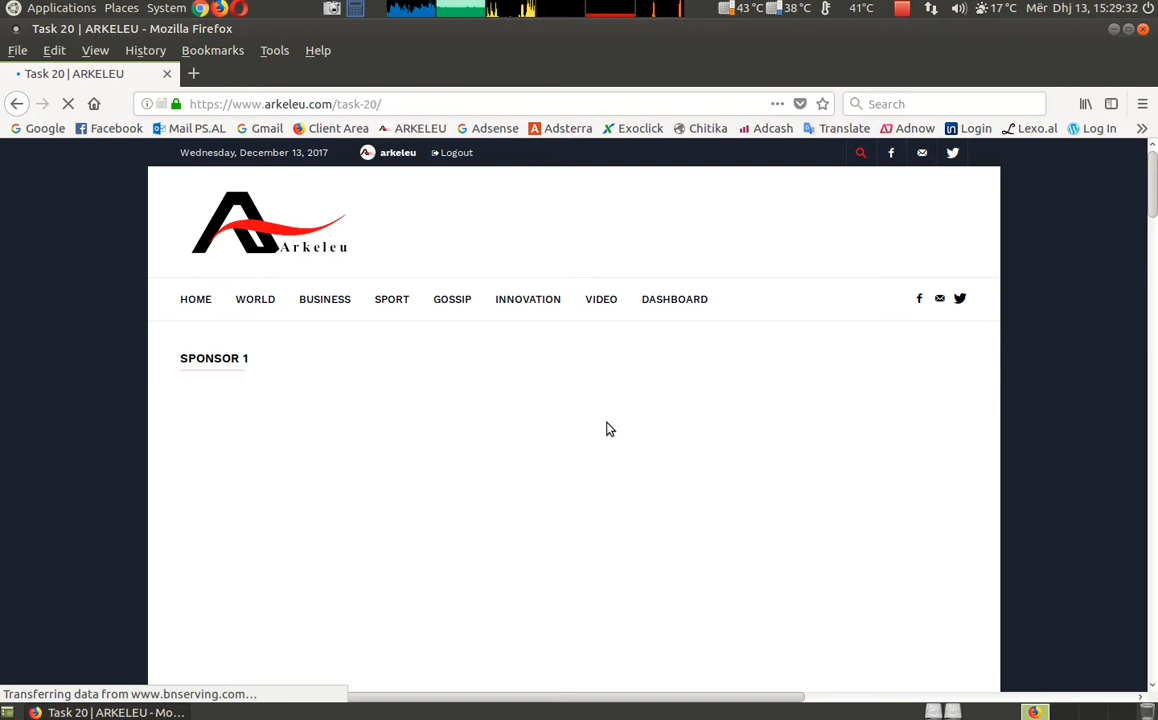 Applications Places System 43 °C 38 °C 41°C 17 °C Mër Dhj 13, 15:29:32
Task 20 | ARKELEU - Mozilla Firefox
File Edit View History Bookmarks Tools Help
Task 20 | ARKELEU
https://www.arkeleu.com/task-20/ Search
Google Facebook Mail PS.AL Gmail Client Area ARKELEU Adsense Adsterra Exoclick Chitika Adcash Translate Adnow Login Lexo.al Log In
Wednesday, December 13, 2017 arkeleu Logout
Arkeleu
HOME WORLD BUSINESS SPORT GOSSIP INNOVATION VIDEO DASHBOARD
SPONSOR 1
Transferring data from www.bnserving.com…
Task 20 | ARKELEU - Mo…